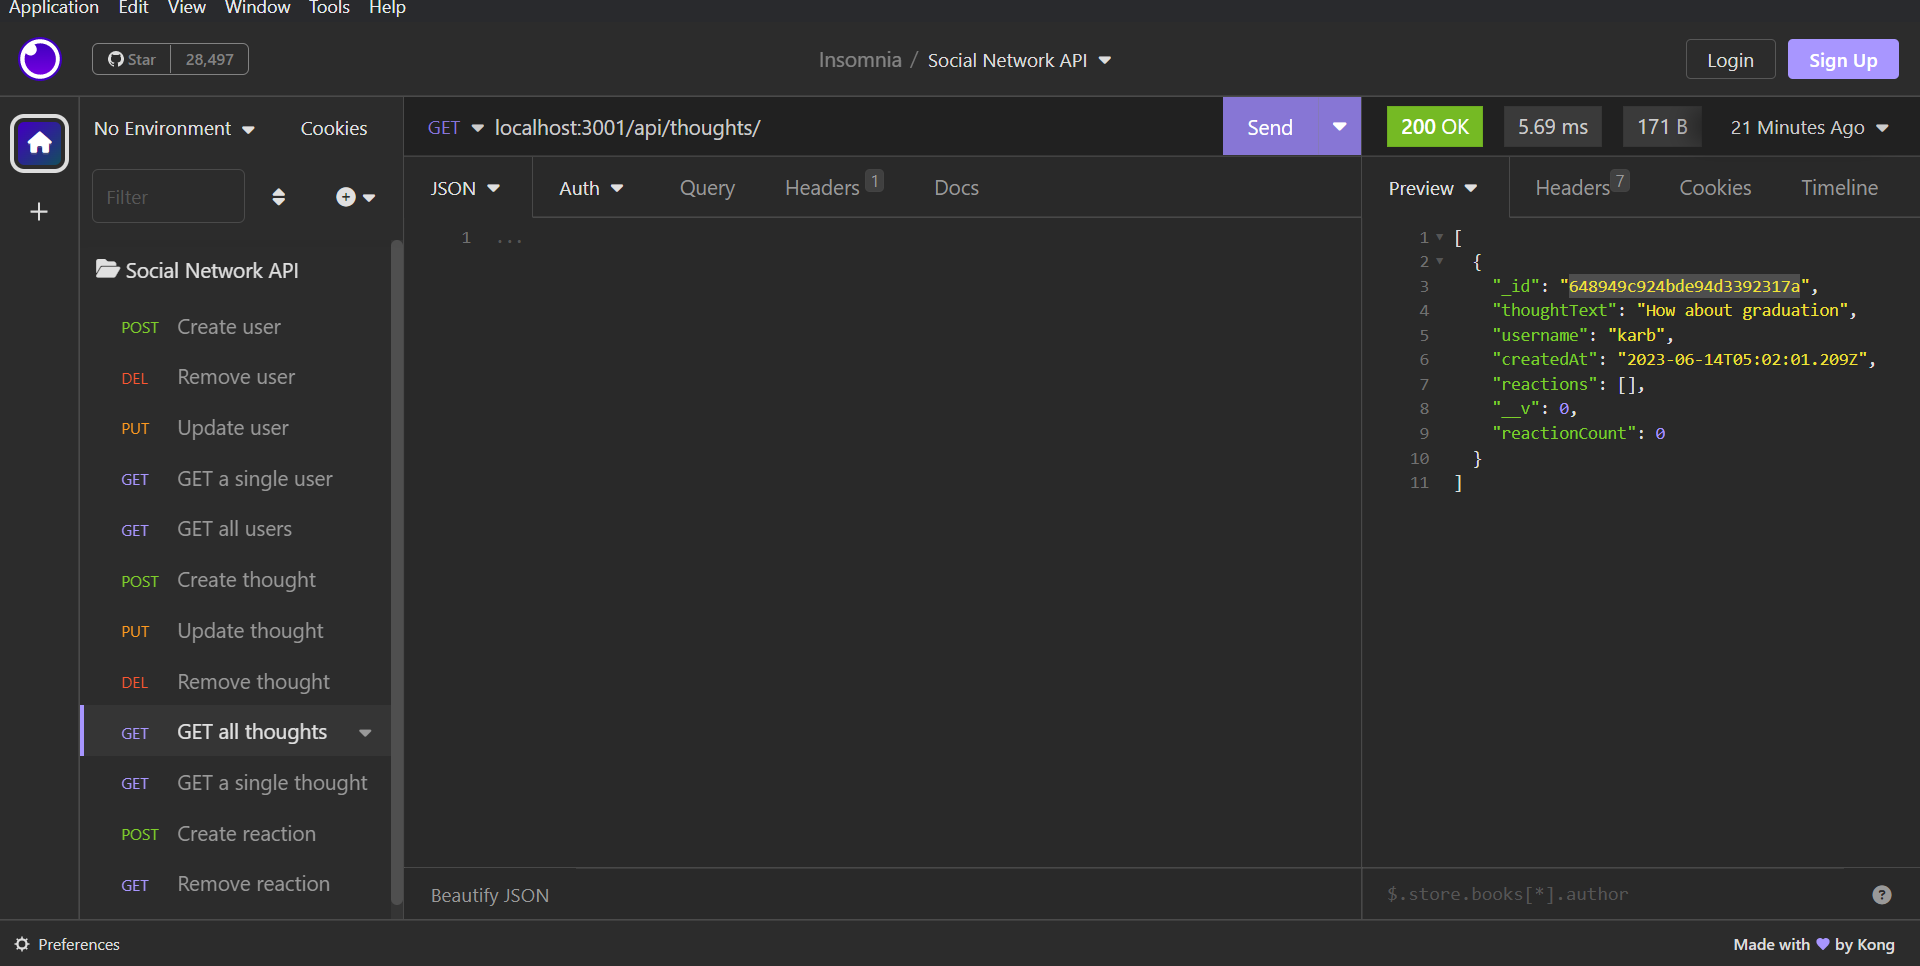 Application Edit View Window Tools Help
Star 28,497
Insomnia / Social Network API
Login Sign Up
No Environment Cookies
Filter
Social Network API
POST Create user
DEL Remove user
PUT Update user
GET GET a single user
GET GET all users
POST Create thought
PUT Update thought
DEL Remove thought
GET GET all thoughts
GET GET a single thought
POST Create reaction
GET Remove reaction
GET localhost:3001/api/thoughts/ Send
JSON Auth Query Headers 1 Docs
1 ...
Beautify JSON
200 OK 5.69 ms 171 B 21 Minutes Ago
Preview Headers 7 Cookies Timeline
1 [
2 {
3 "_id": "648949c924bde94d3392317a",
4 "thoughtText": "How about graduation",
5 "username": "karb",
6 "createdAt": "2023-06-14T05:02:01.209Z",
7 "reactions": [],
8 "__v": 0,
9 "reactionCount": 0
10 }
11 ]
$.store.books[*].author ?
Preferences
Made with 💜 by Kong